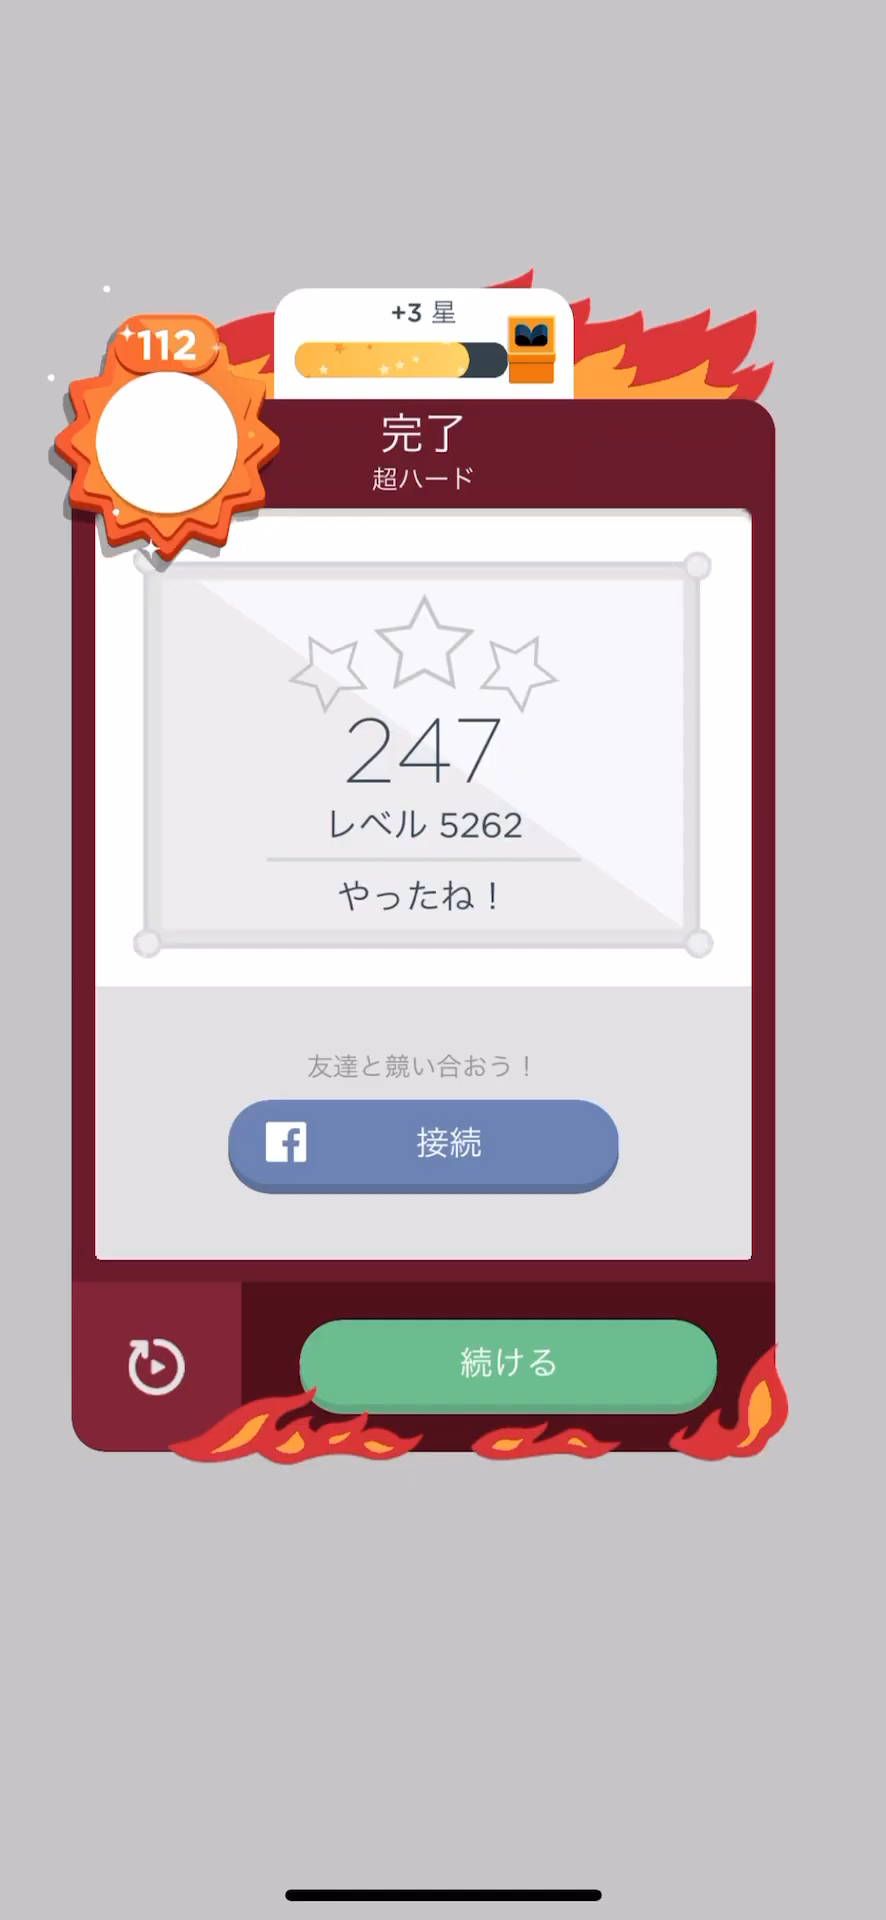 +3 星
112
完了
超ハード
247
レベル 5262
やったね！
友達と競い合おう！
接続
続ける